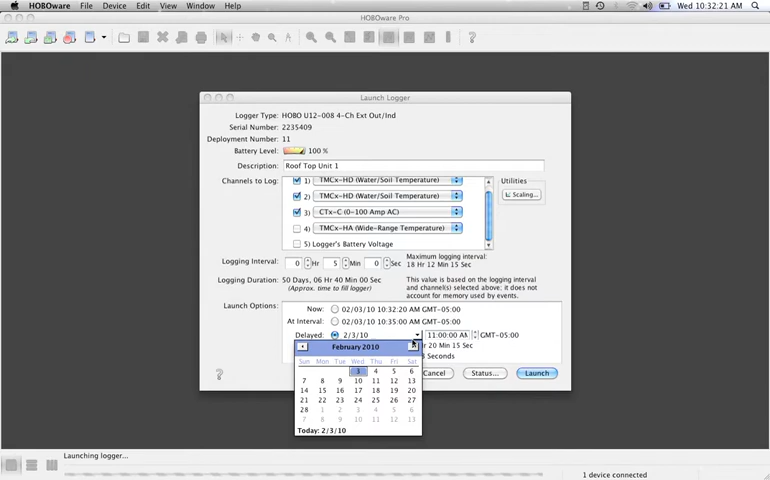 HOBOware File Device Edit View Window Help Wed 10:32:21 AM
HOBOware Pro
Launch Logger
Logger Type: HOBO U12-008 4-Ch Ext Out/Ind
Serial Number: 2235409
Deployment Number: 11
Battery Level: 100 %
Description: Roof Top Unit 1
Channels to Log: 1) TMCx-HD (Water/Soil Temperature) Utilities
2) TMCx-HD (Water/Soil Temperature) Scaling...
3) CTx-C (0-100 Amp AC)
4) TMCx-HA (Wide-Range Temperature)
5) Logger's Battery Voltage
Logging Interval: 0 Hr 5 Min 0 Sec Maximum logging interval:
18 Hr 12 Min 15 Sec
Logging Duration: 50 Days, 06 Hr 40 Min 00 Sec
(Approx. time to fill logger)
This value is based on the logging
interval and channel(s) selected above; it does not
account for memory used by events.
Launch Options: Now: 02/03/10 10:32:20 AM GMT-05:00
At Interval: 02/03/10 10:35:00 AM GMT-05:00
Delayed: 2/3/10 11:00:00 AM GMT-05:00
February 2010
Sun Mon Tue Wed Thu Fri Sat
3 4 5 6
7 8 9 10 11 12 13
14 15 16 17 18 19 20
21 22 23 24 25 26 27
28 1 2 3 4 5 6
7 8 9 10 11 12 13
Today: 2/3/10
20 Min 15 Sec
Seconds
Cancel Status... Launch
Launching logger...
1 device connected